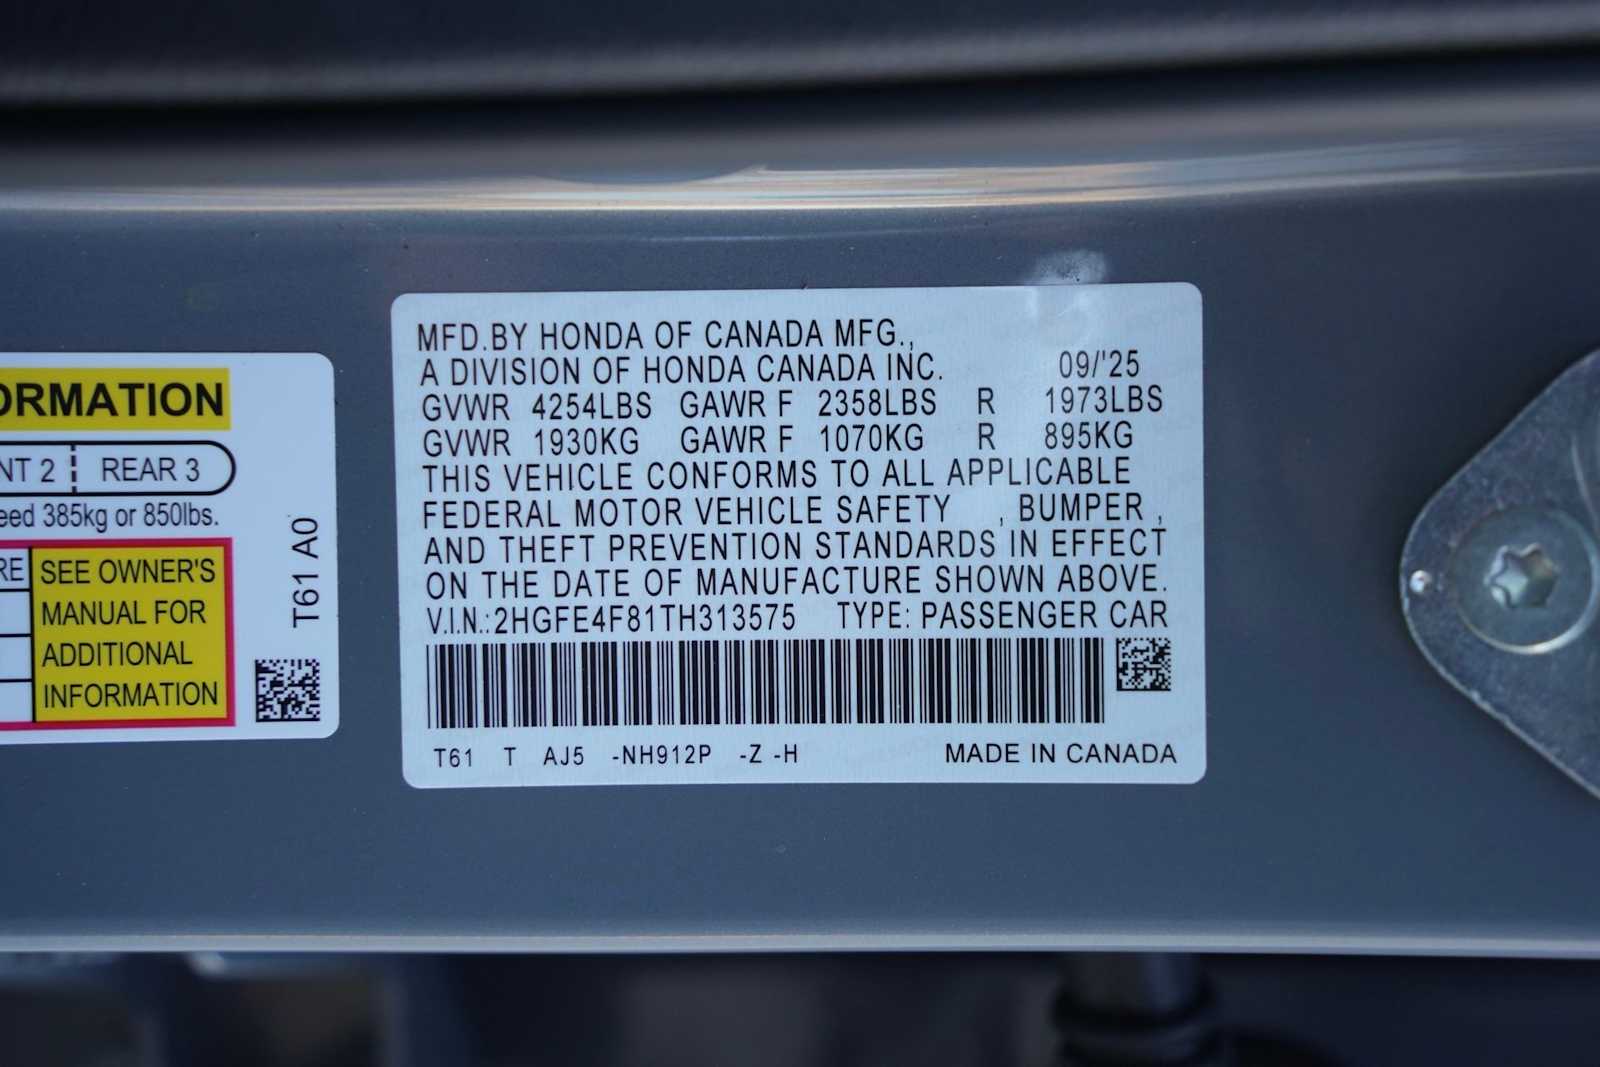 ORMATION
NT 2 REAR 3
eed 385kg or 850lbs.
RE
SEE OWNER'S
MANUAL FOR
ADDITIONAL
INFORMATION
T61 A0
MFD.BY HONDA OF CANADA MFG.,
A DIVISION OF HONDA CANADA INC. 09/'25
GVWR 4254LBS GAWR F 2358LBS R 1973LBS
GVWR 1930KG GAWR F 1070KG R 895KG
THIS VEHICLE CONFORMS TO ALL APPLICABLE
FEDERAL MOTOR VEHICLE SAFETY , BUMPER ,
AND THEFT PREVENTION STANDARDS IN EFFECT
ON THE DATE OF MANUFACTURE SHOWN ABOVE.
V.I.N.: 2HGFE4F81TH313575 TYPE: PASSENGER CAR
T61 T AJ5 -NH912P -Z -H MADE IN CANADA